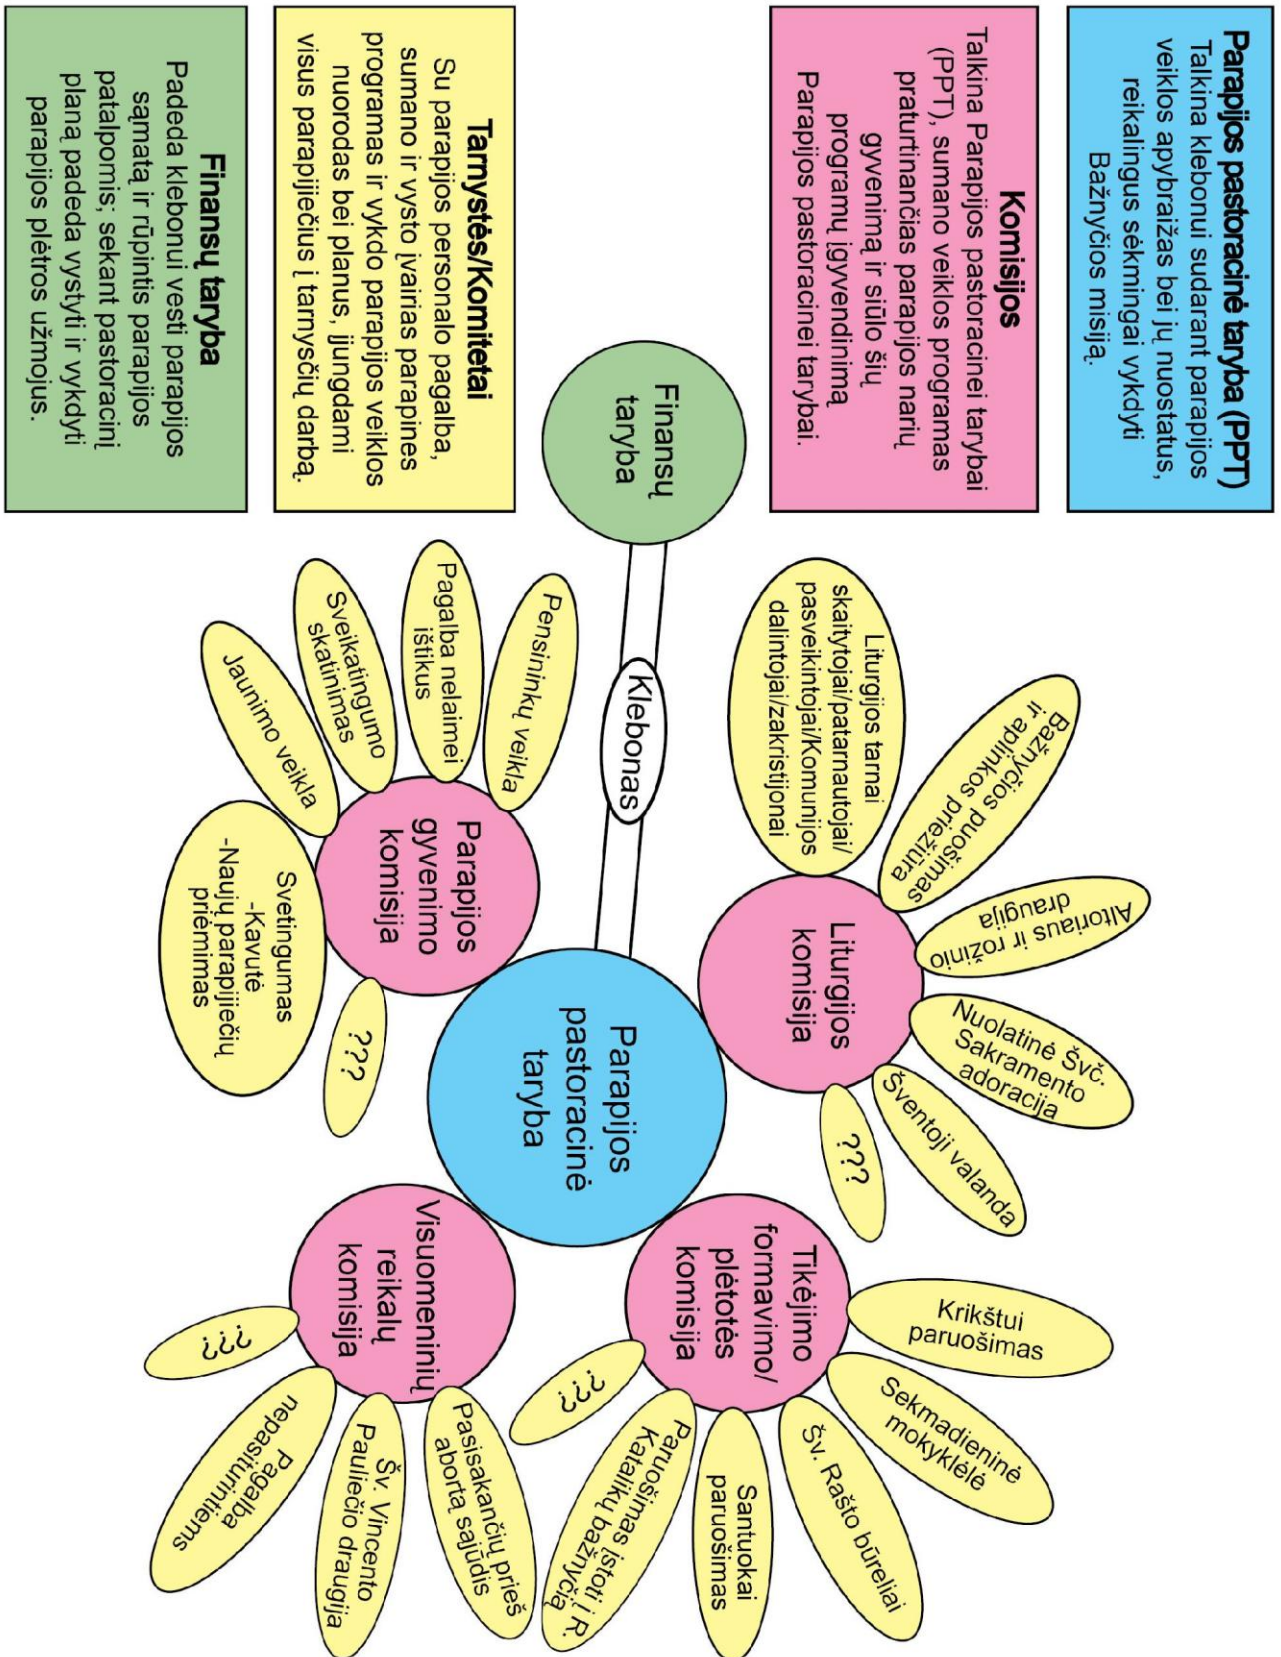 Parapijos pastoracinė taryba (PPT)
Talkina klebonui sudarant parapijos
veiklos apybraižas bei jų nuostatus,
reikalingus sėkmingai vykdyti
Bažnyčios misiją.
Komisijos
Talkina Parapijos pastoracinei tarybai
(PPT), sumano veiklos programas
praturtinančias parapijos narių
gyvenimą ir siūlo šių
programų įgyvendinimą
Parapijos pastoracinei tarybai.
Tarnystės/Komitetai
Su parapijos personalo pagalba,
sumano ir vysto įvairias parapines
programas ir vykdo parapijos veiklos
nuorodas bei planus, įjungdami
visus parapijiečius į tarnysčių darbą.
Finansų taryba
Padeda klebonui vesti parapijos
sąmatą ir rūpintis parapijos
patalpomis; sekant pastoracinį
planą padeda vystyti ir vykdyti
parapijos plėtros užmojus.
Finansų
taryba
Klebonas
Parapijos
pastoracinė
taryba
Liturgijos
komisija
Liturgijos tarnai
skaitytojai/patarnautojai/
pasveikintojai/Komunijos
dalintojai/zakristijonai
Bažnyčios puošimas
ir aplinkos priežiūra
Altoriaus ir rožinio
draugija
Nuolatinė Švč.
Sakramento
adoracija
Šventoji valanda
???
Tikėjimo
formavimo/
plėtotės
komisija
Krikštui
paruošimas
Sekmadieninė
mokyklėlė
Šv. Rašto būreliai
Santuokai
paruošimas
Paruošimas įstoti į R.
Katalikų bažnyčią
???
Visuomeninių
reikalų
komisija
Pasisakančių prieš
abortą sąjūdis
Šv. Vincento
Pauliečio draugija
Pagalba
nepasiturintiems
???
Parapijos
gyvenimo
komisija
Pensininkų veikla
Pagalba nelaimei
ištikus
Sveikatingumo
skatinimas
Jaunimo veikla
Svetingumas
-Kavutė
-Naujų parapijiečių
priėmimas
???